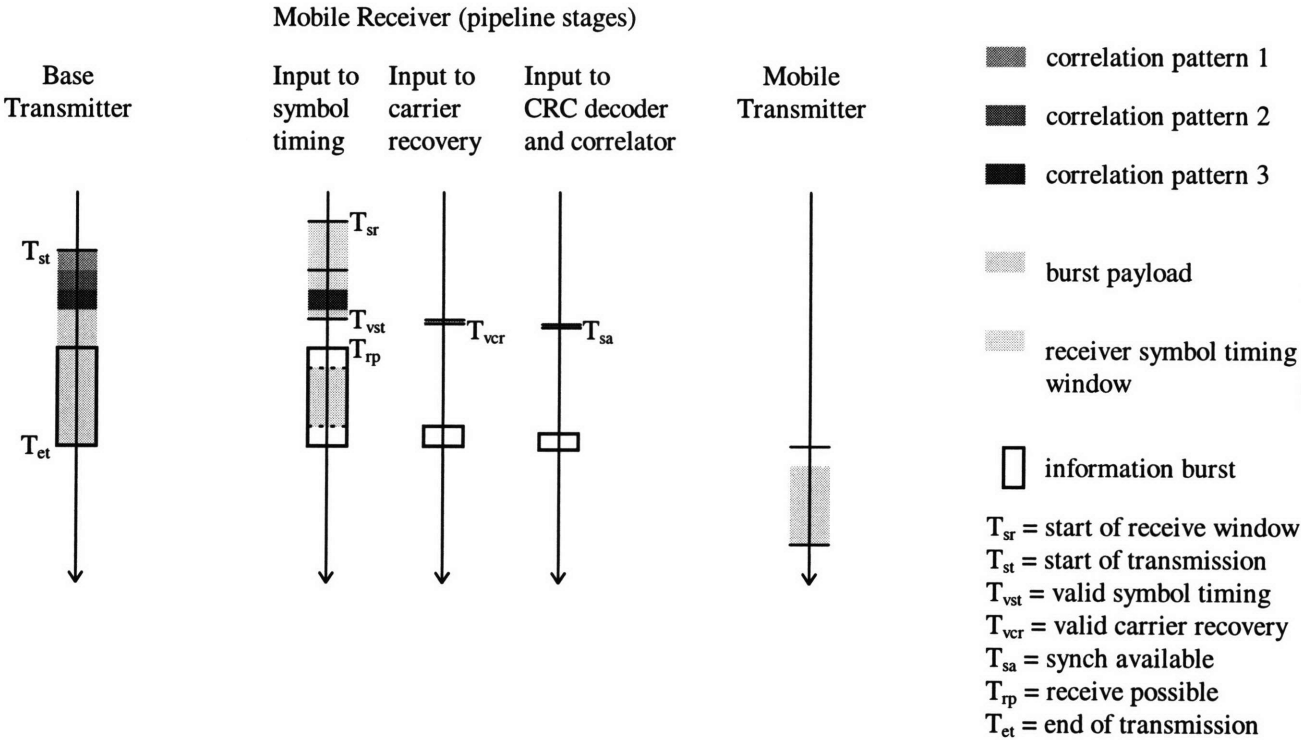 Mobile Receiver (pipeline stages)
Base
Transmitter
Input to
symbol
timing
Input to
carrier
recovery
Input to
CRC decoder
and correlator
Mobile
Transmitter
T_st
T_et
T_sr
T_vst
T_rp
T_vcr
T_sa
correlation pattern 1
correlation pattern 2
correlation pattern 3
burst payload
receiver symbol timing
window
information burst
T_sr = start of receive window
T_st = start of transmission
T_vst = valid symbol timing
T_vcr = valid carrier recovery
T_sa = synch available
T_rp = receive possible
T_et = end of transmission